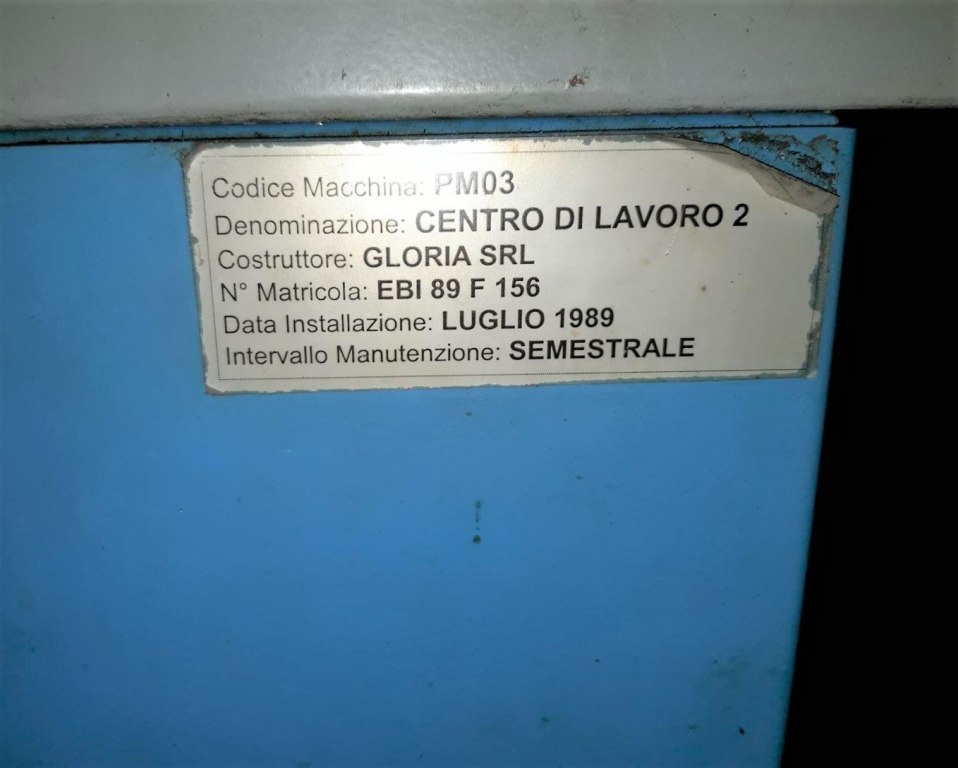 Codice Macchina: PM03
Denominazione: CENTRO DI LAVORO 2
Costruttore: GLORIA SRL
N° Matricola: EBI 89 F 156
Data Installazione: LUGLIO 1989
Intervallo Manutenzione: SEMESTRALE